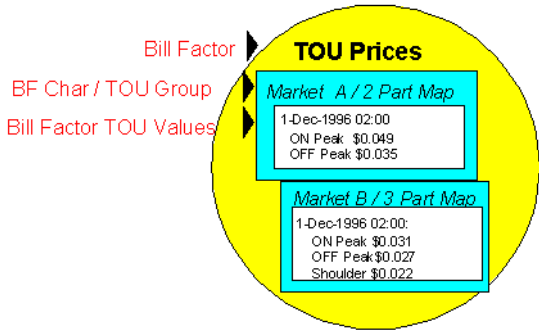 Bill Factor
TOU Prices
BF Char / TOU Group
Market A / 2 Part Map
Bill Factor TOU Values
1-Dec-1996 02:00
ON Peak $0.049
OFF Peak $0.035
Market B / 3 Part Map
1-Dec-1996 02:00:
ON Peak $0.031
OFF Peak $0.027
Shoulder $0.022